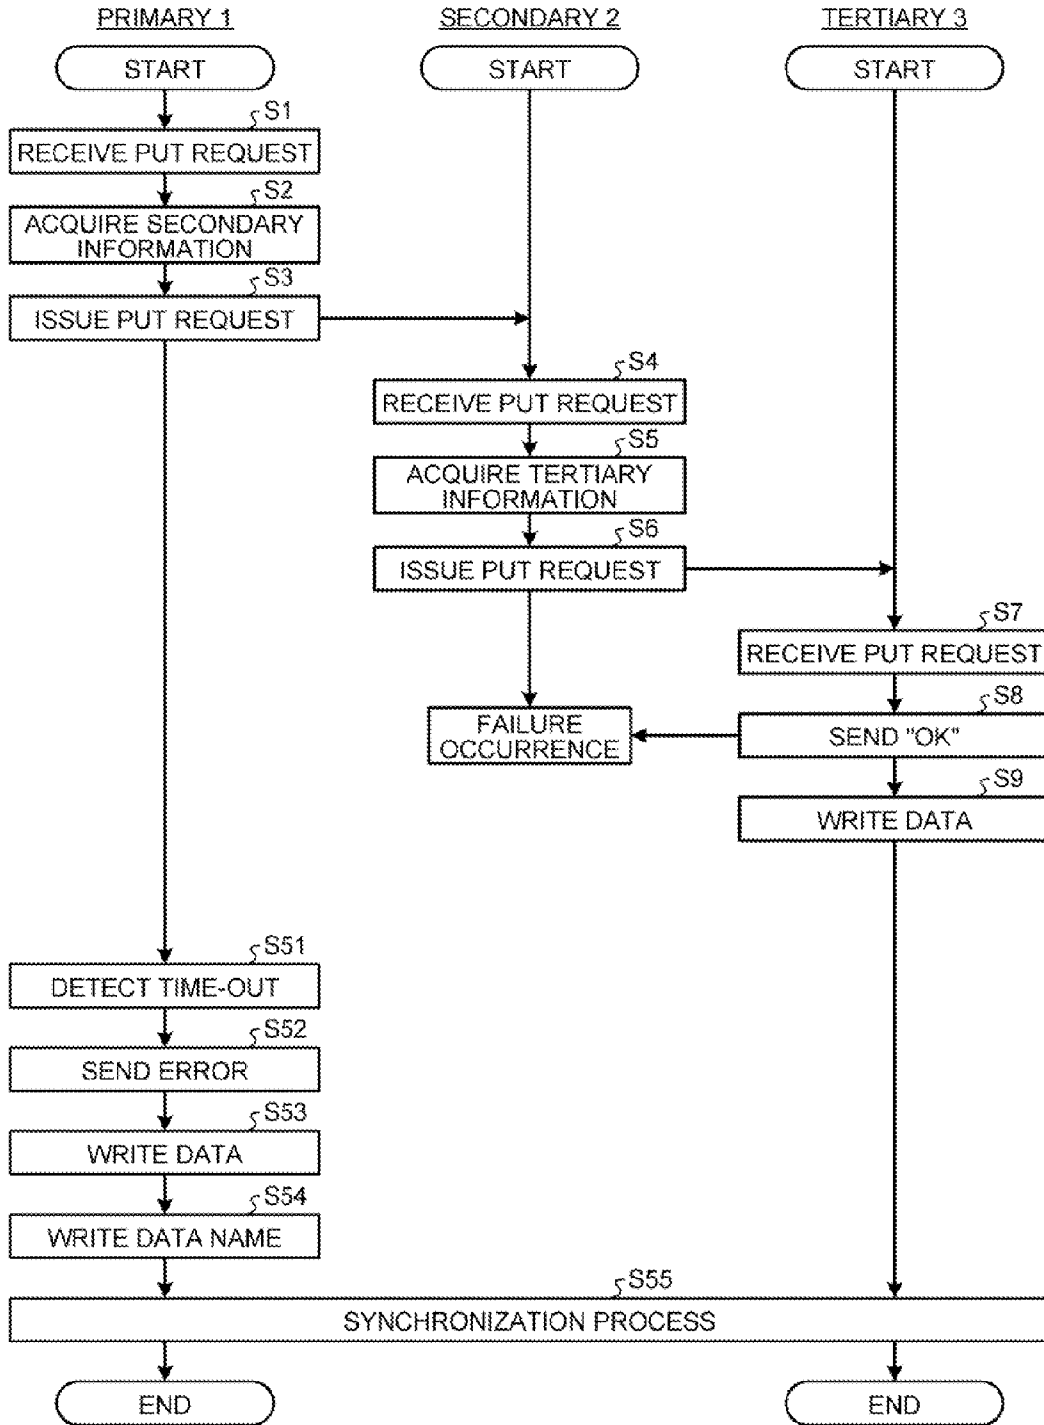 PRIMARY 1
SECONDARY 2
TERTIARY 3
START
START
START
S1
RECEIVE PUT REQUEST
S2
ACQUIRE SECONDARY
INFORMATION
S3
ISSUE PUT REQUEST
S4
RECEIVE PUT REQUEST
S5
ACQUIRE TERTIARY
INFORMATION
S6
ISSUE PUT REQUEST
S7
RECEIVE PUT REQUEST
S8
FAILURE
OCCURRENCE
SEND "OK"
S9
WRITE DATA
S51
DETECT TIME-OUT
S52
SEND ERROR
S53
WRITE DATA
S54
WRITE DATA NAME
S55
SYNCHRONIZATION PROCESS
END
END